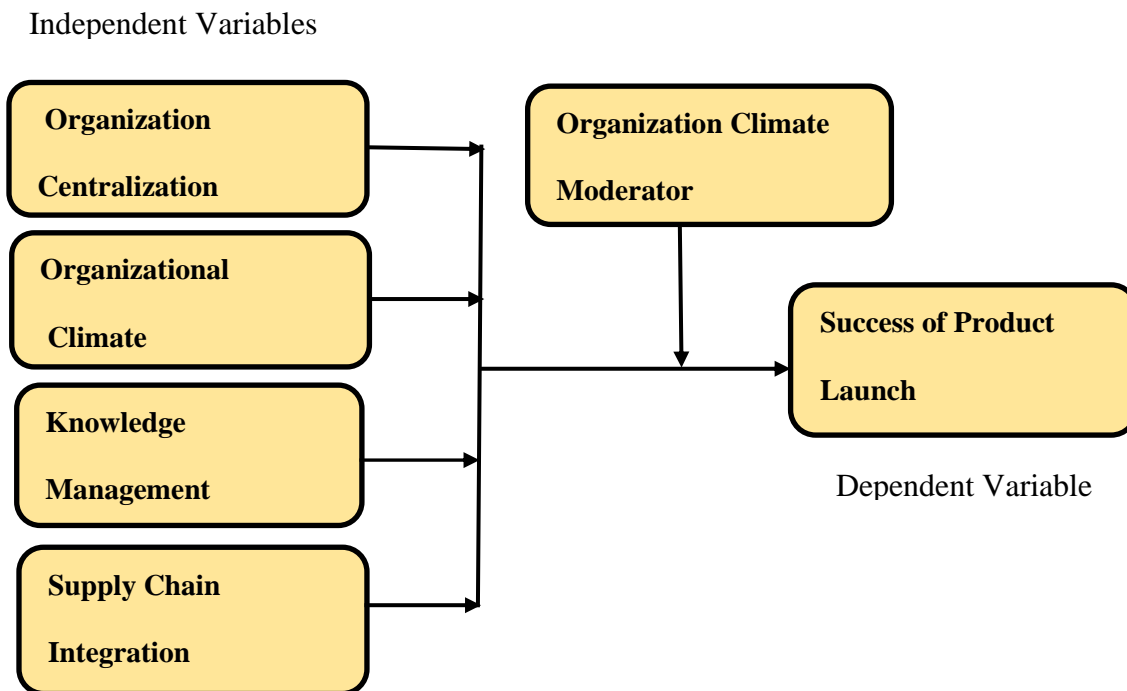 Independent Variables
Organization
Centralization
Organization Climate
Moderator
Organizational
Climate
Success of Product
Launch
Knowledge
Management
Dependent Variable
Supply Chain
Integration